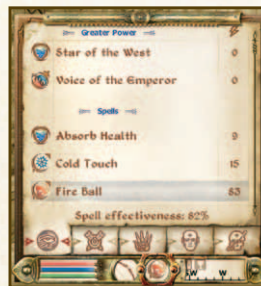 Greater Power
Star of the West 0
Voice of the Emperor 0
Spells
Absorb Health 9
Cold Touch 15
Fire Ball 83
Spell effectiveness: 82%
W W